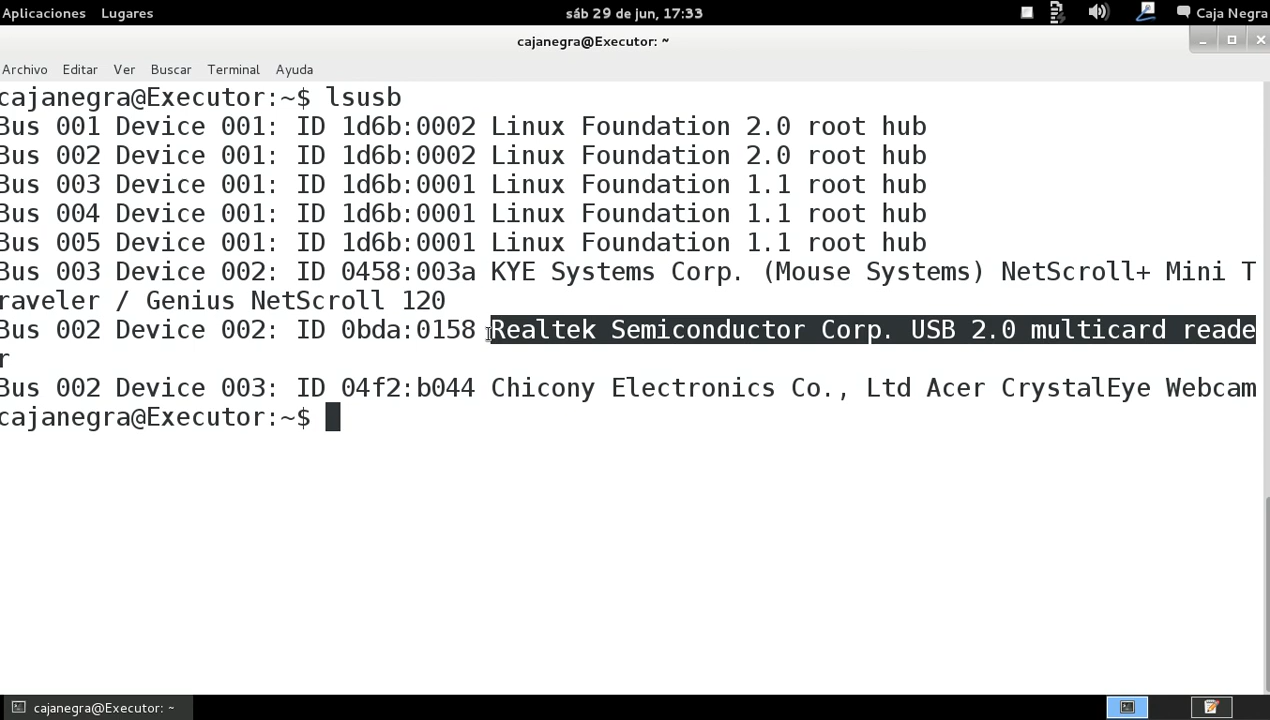 Aplicaciones Lugares sáb 29 de jun, 17:33 Caja Negra
cajanegra@Executor: ~
Archivo Editar Ver Buscar Terminal Ayuda
cajanegra@Executor:~$ lsusb
Bus 001 Device 001: ID 1d6b:0002 Linux Foundation 2.0 root hub
Bus 002 Device 001: ID 1d6b:0002 Linux Foundation 2.0 root hub
Bus 003 Device 001: ID 1d6b:0001 Linux Foundation 1.1 root hub
Bus 004 Device 001: ID 1d6b:0001 Linux Foundation 1.1 root hub
Bus 005 Device 001: ID 1d6b:0001 Linux Foundation 1.1 root hub
Bus 003 Device 002: ID 0458:003a KYE Systems Corp. (Mouse Systems) NetScroll+ Mini T
raveler / Genius NetScroll 120
Bus 002 Device 002: ID 0bda:0158 Realtek Semiconductor Corp. USB 2.0 multicard reade
r
Bus 002 Device 003: ID 04f2:b044 Chicony Electronics Co., Ltd Acer CrystalEye Webcam
cajanegra@Executor:~$
cajanegra@Executor: ~